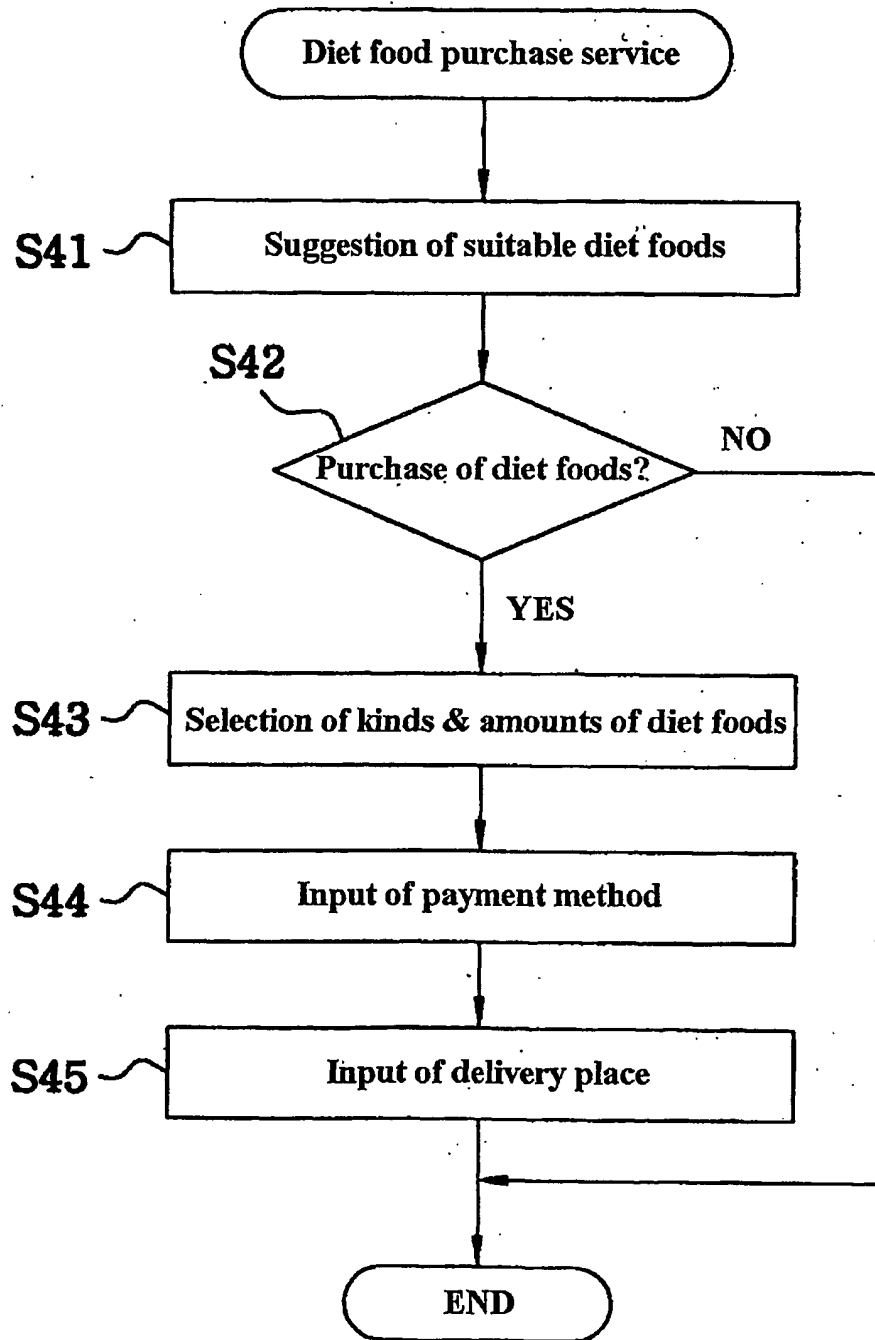 Diet food purchase service
S41
Suggestion of suitable diet foods
S42
Purchase of diet foods?
NO
YES
S43
Selection of kinds & amounts of diet foods
S44
Input of payment method
S45
Input of delivery place
END